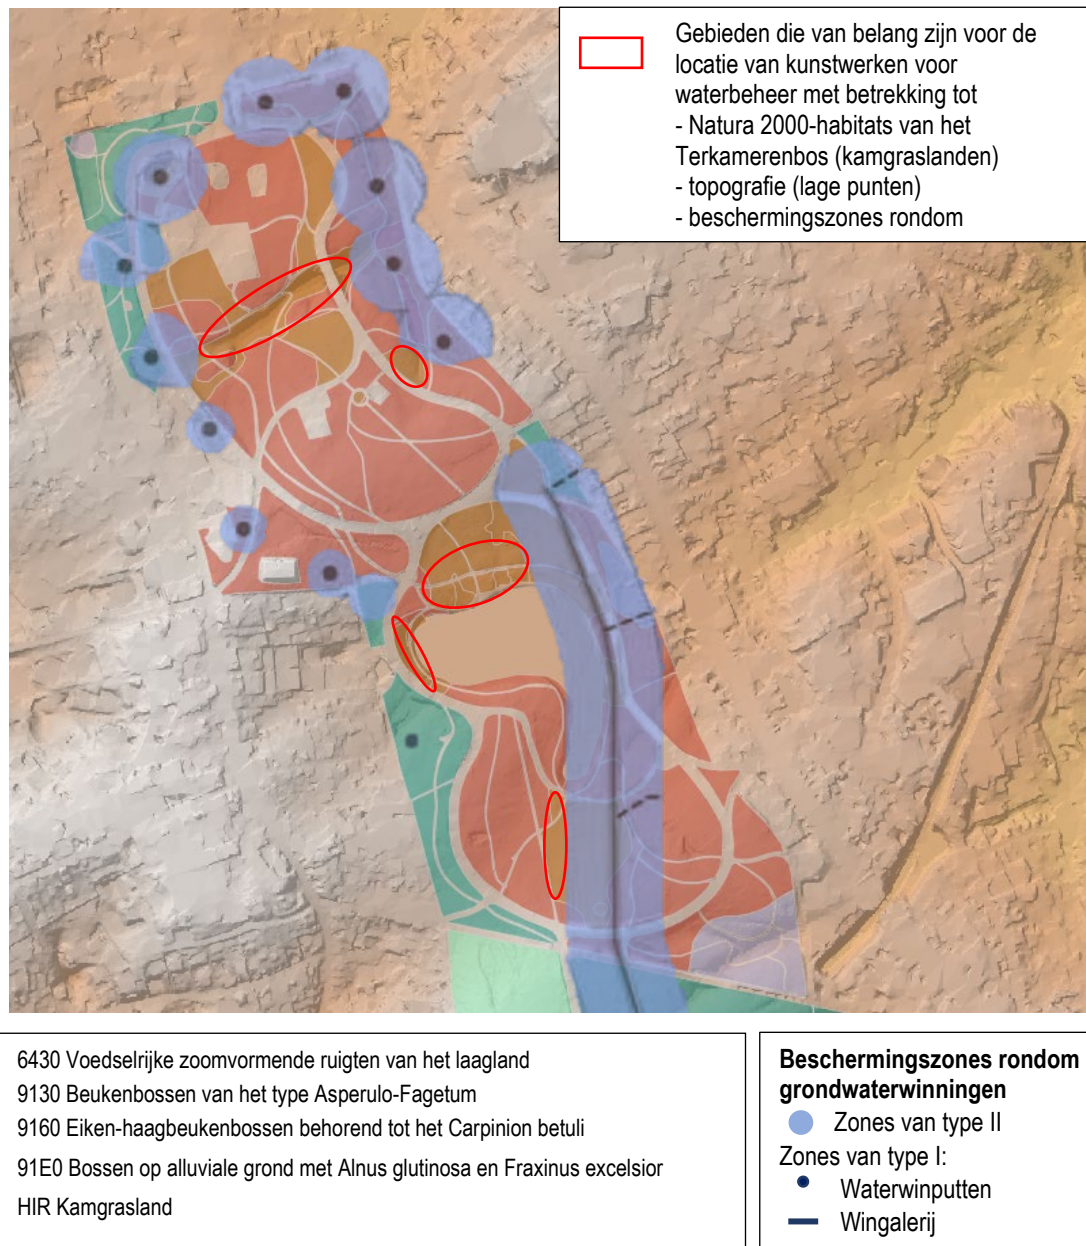 Gebieden die van belang zijn voor de
locatie van kunstwerken voor
waterbeheer met betrekking tot
- Natura 2000-habitats van het
Terkamerenbos (kamgraslanden)
- topografie (lage punten)
- beschermingszones rondom
6430 Voedselrijke zoomvormende ruigten van het laagland
9130 Beukenbossen van het type Asperulo-Fagetum
9160 Eiken-haagbeukenbossen behorend tot het Carpinion betuli
91E0 Bossen op alluviale grond met Alnus glutinosa en Fraxinus excelsior
HIR Kamgrasland
Beschermingszones rondom
grondwaterwinningen
Zones van type II
Zones van type I:
Waterwinputten
Wingalerij